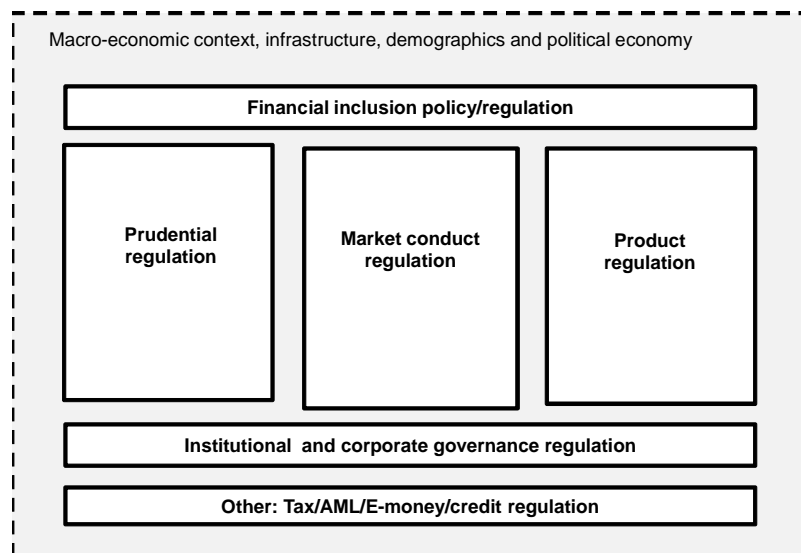 Macro-economic context, infrastructure, demographics and political economy
Financial inclusion policy/regulation
Prudential
regulation
Market conduct
regulation
Product
regulation
Institutional and corporate governance regulation
Other: Tax/AML/E-money/credit regulation